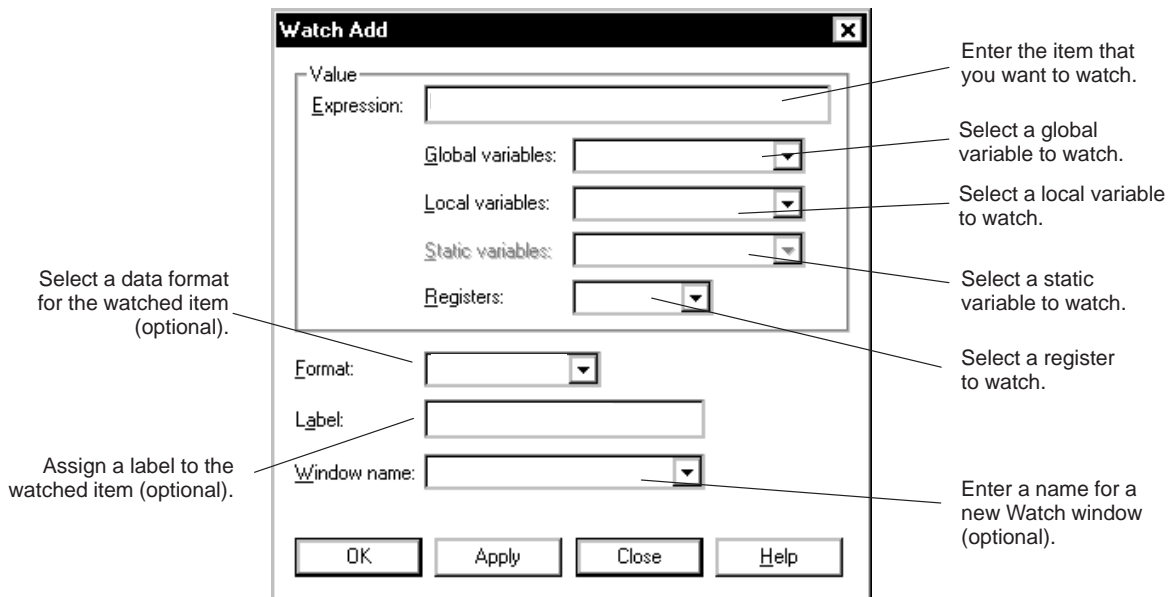 Watch Add
Value
Expression:
Global variables:
Local variables:
Static variables:
Registers:
Format:
Label:
Window name:
OK
Apply
Close
Help
Enter the item that
you want to watch.
Select a global
variable to watch.
Select a local variable
to watch.
Select a static
variable to watch.
Select a register
to watch.
Enter a name for a
new Watch window
(optional).
Select a data format
for the watched item
(optional).
Assign a label to the
watched item (optional).